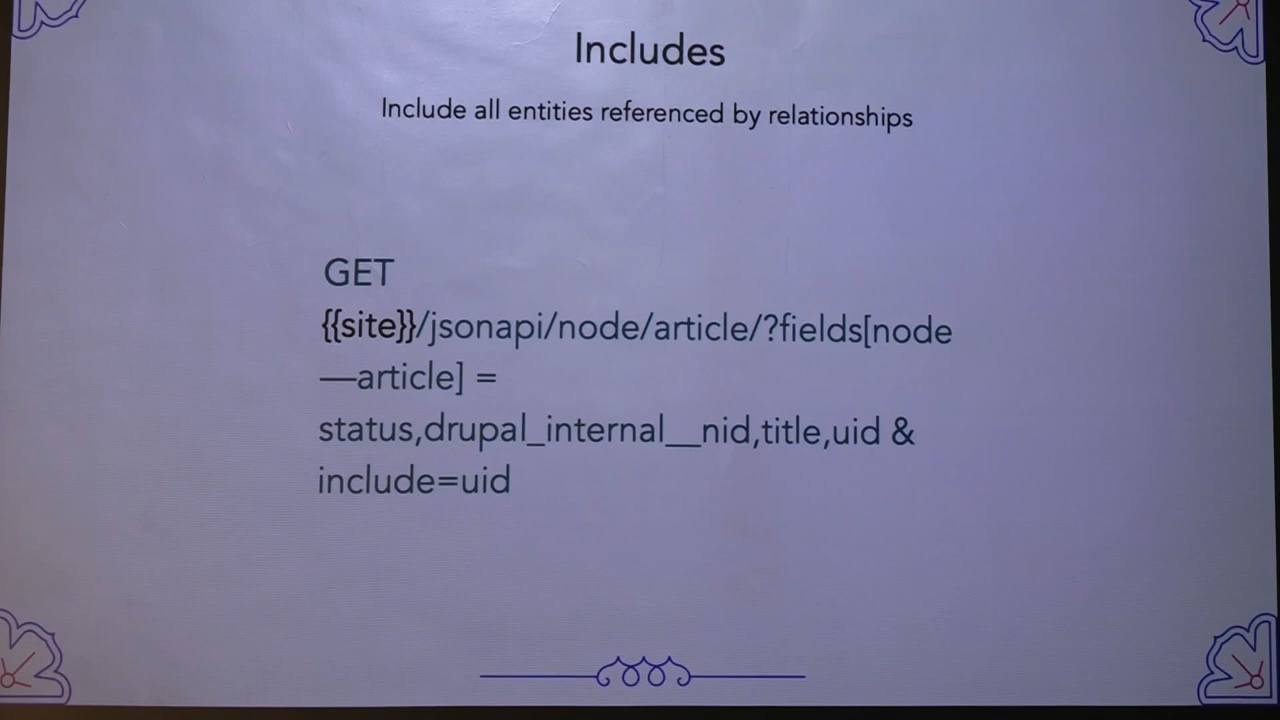 Includes
Include all entities referenced by relationships
GET
{{site}}/jsonapi/node/article/?fields[node
—article] =
status,drupal_internal__nid,title,uid &
include=uid